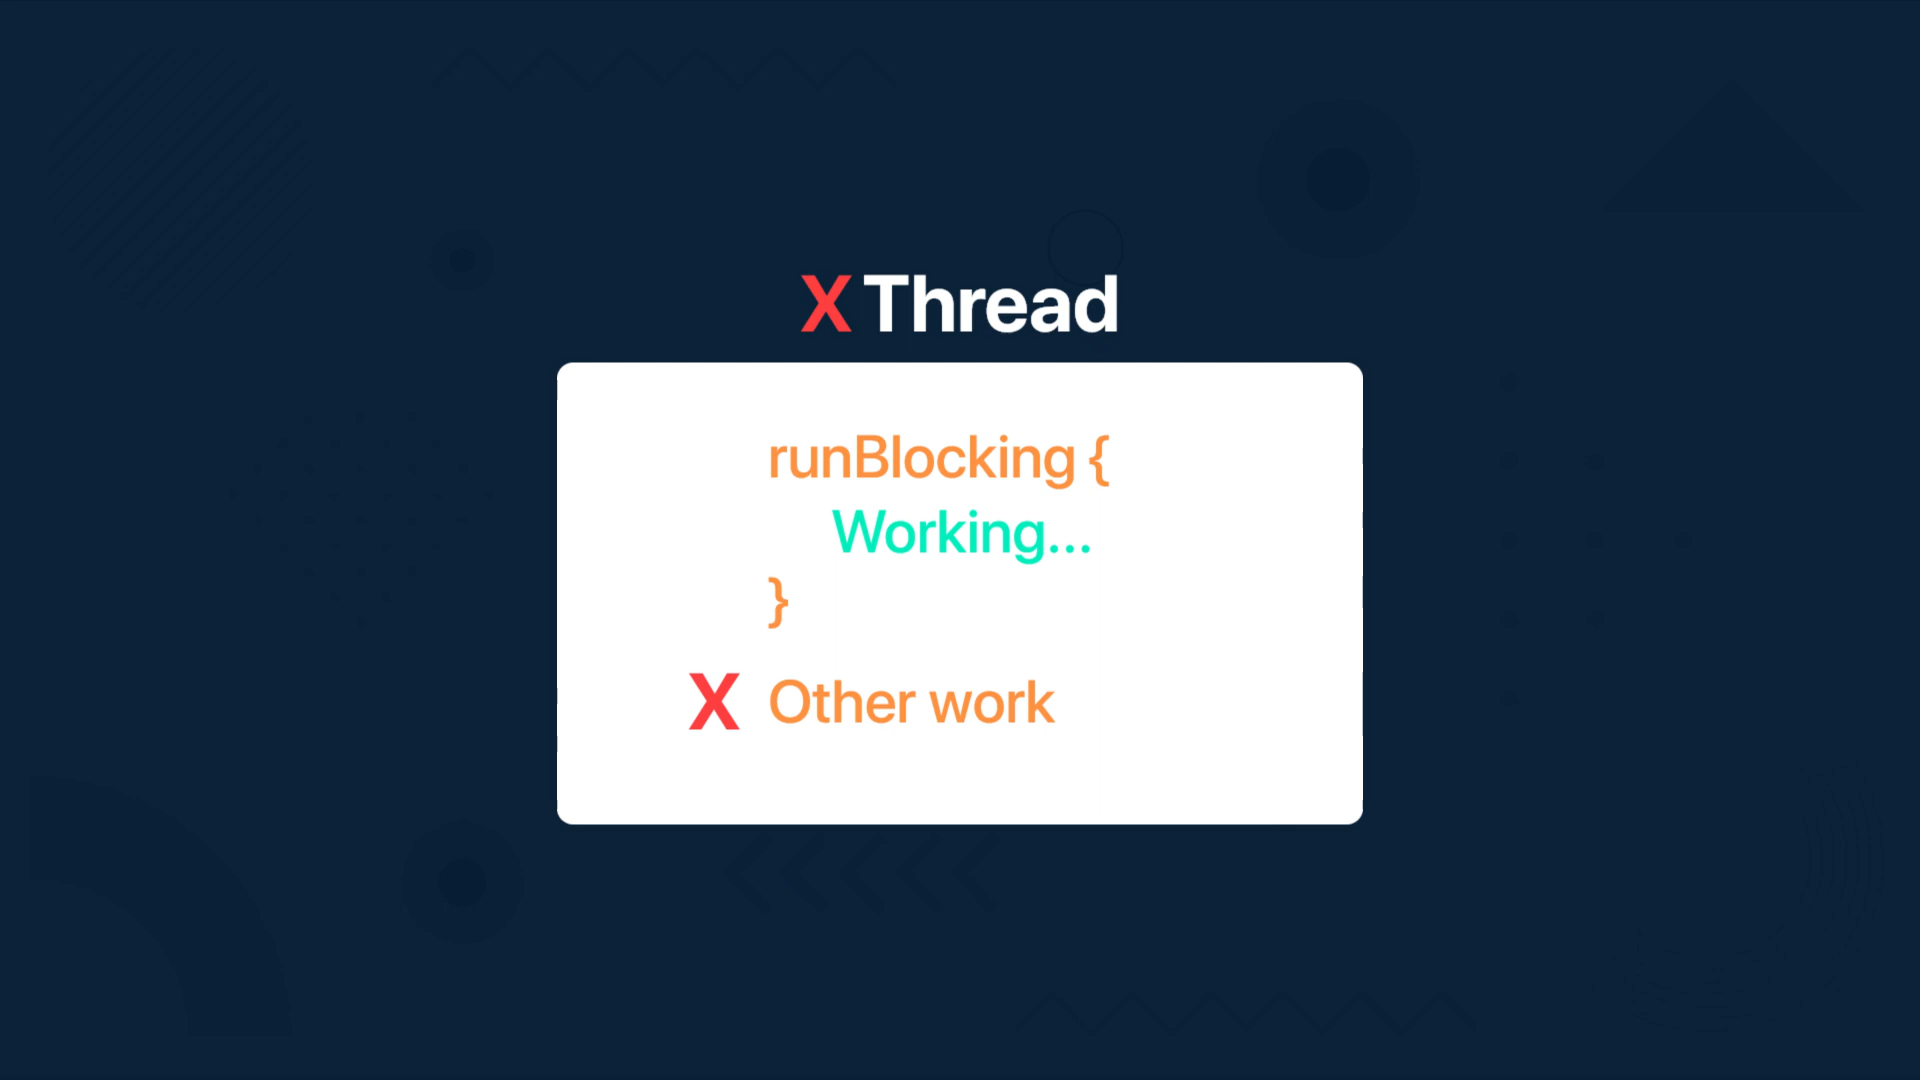 X Thread
runBlocking {
Working...
}
X Other work